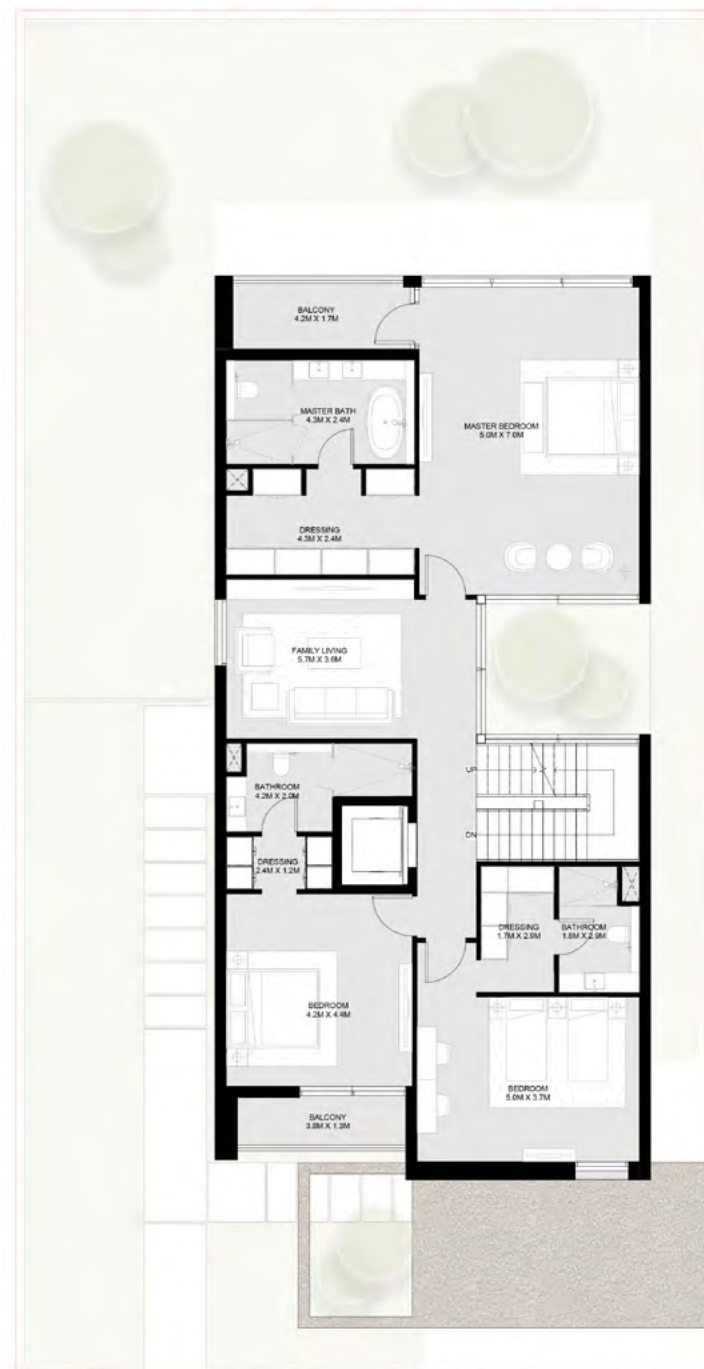 BALCONY
4.2M X 1.7M
MASTER BATH
4.3M X 2.4M
MASTER BEDROOM
5.0M X 7.0M
DRESSING
4.3M X 2.4M
FAMILY LIVING
5.7M X 3.6M
UP
BATHROOM
4.2M X 2.0M
DN
DRESSING
2.4M X 1.2M
DRESSING
1.7M X 2.9M
BATHROOM
1.8M X 2.9M
BEDROOM
4.2M X 4.4M
BEDROOM
5.0M X 3.7M
BALCONY
3.8M X 1.3M